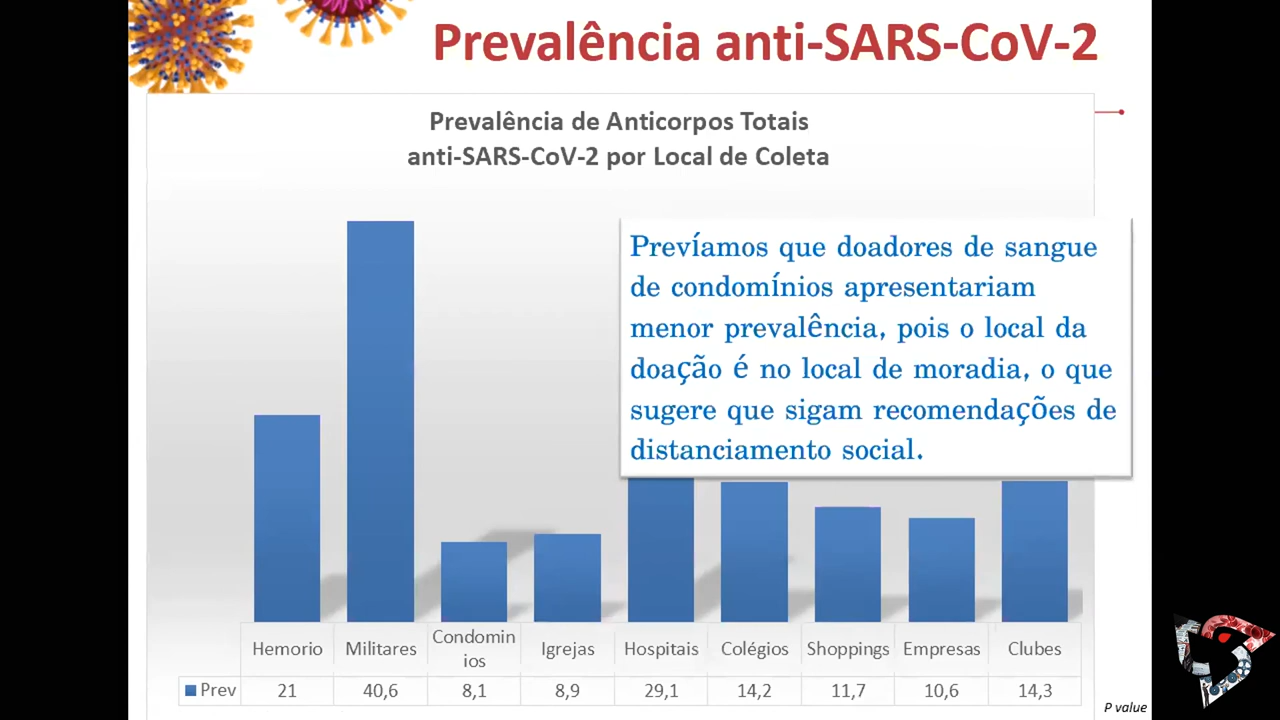 Prevalência anti-SARS-CoV-2
Prevalência de Anticorpos Totais
anti-SARS-CoV-2 por Local de Coleta
Prevíamos que doadores de sangue
de condomínios apresentariam
menor prevalência, pois o local da
doação é no local de moradia, o que
sugere que sigam recomendações de
distanciamento social.
Hemorio Militares Condomin
ios Igrejas Hospitais Colégios Shoppings Empresas Clubes
Prev 21 40,6 8,1 8,9 29,1 14,2 11,7 10,6 14,3
P value